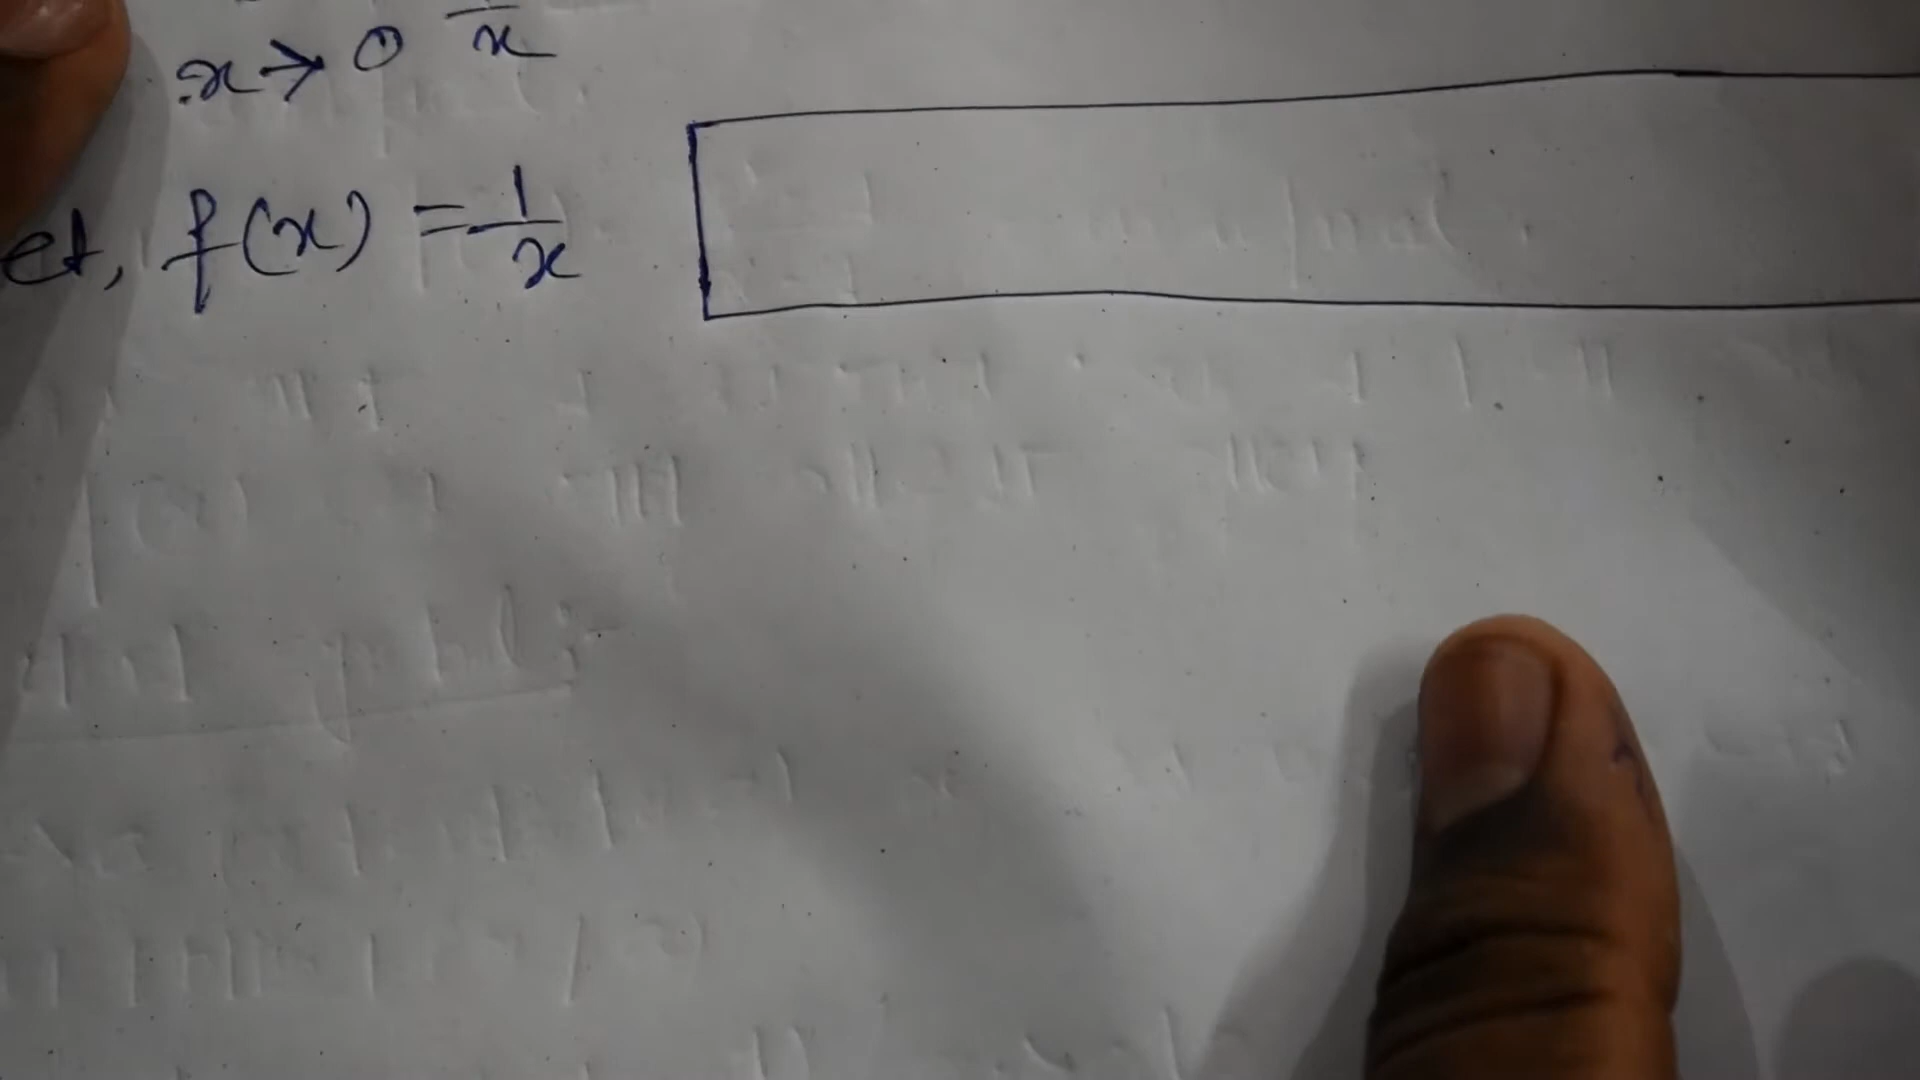 x → 0 — x
et, f(x) = 1/x